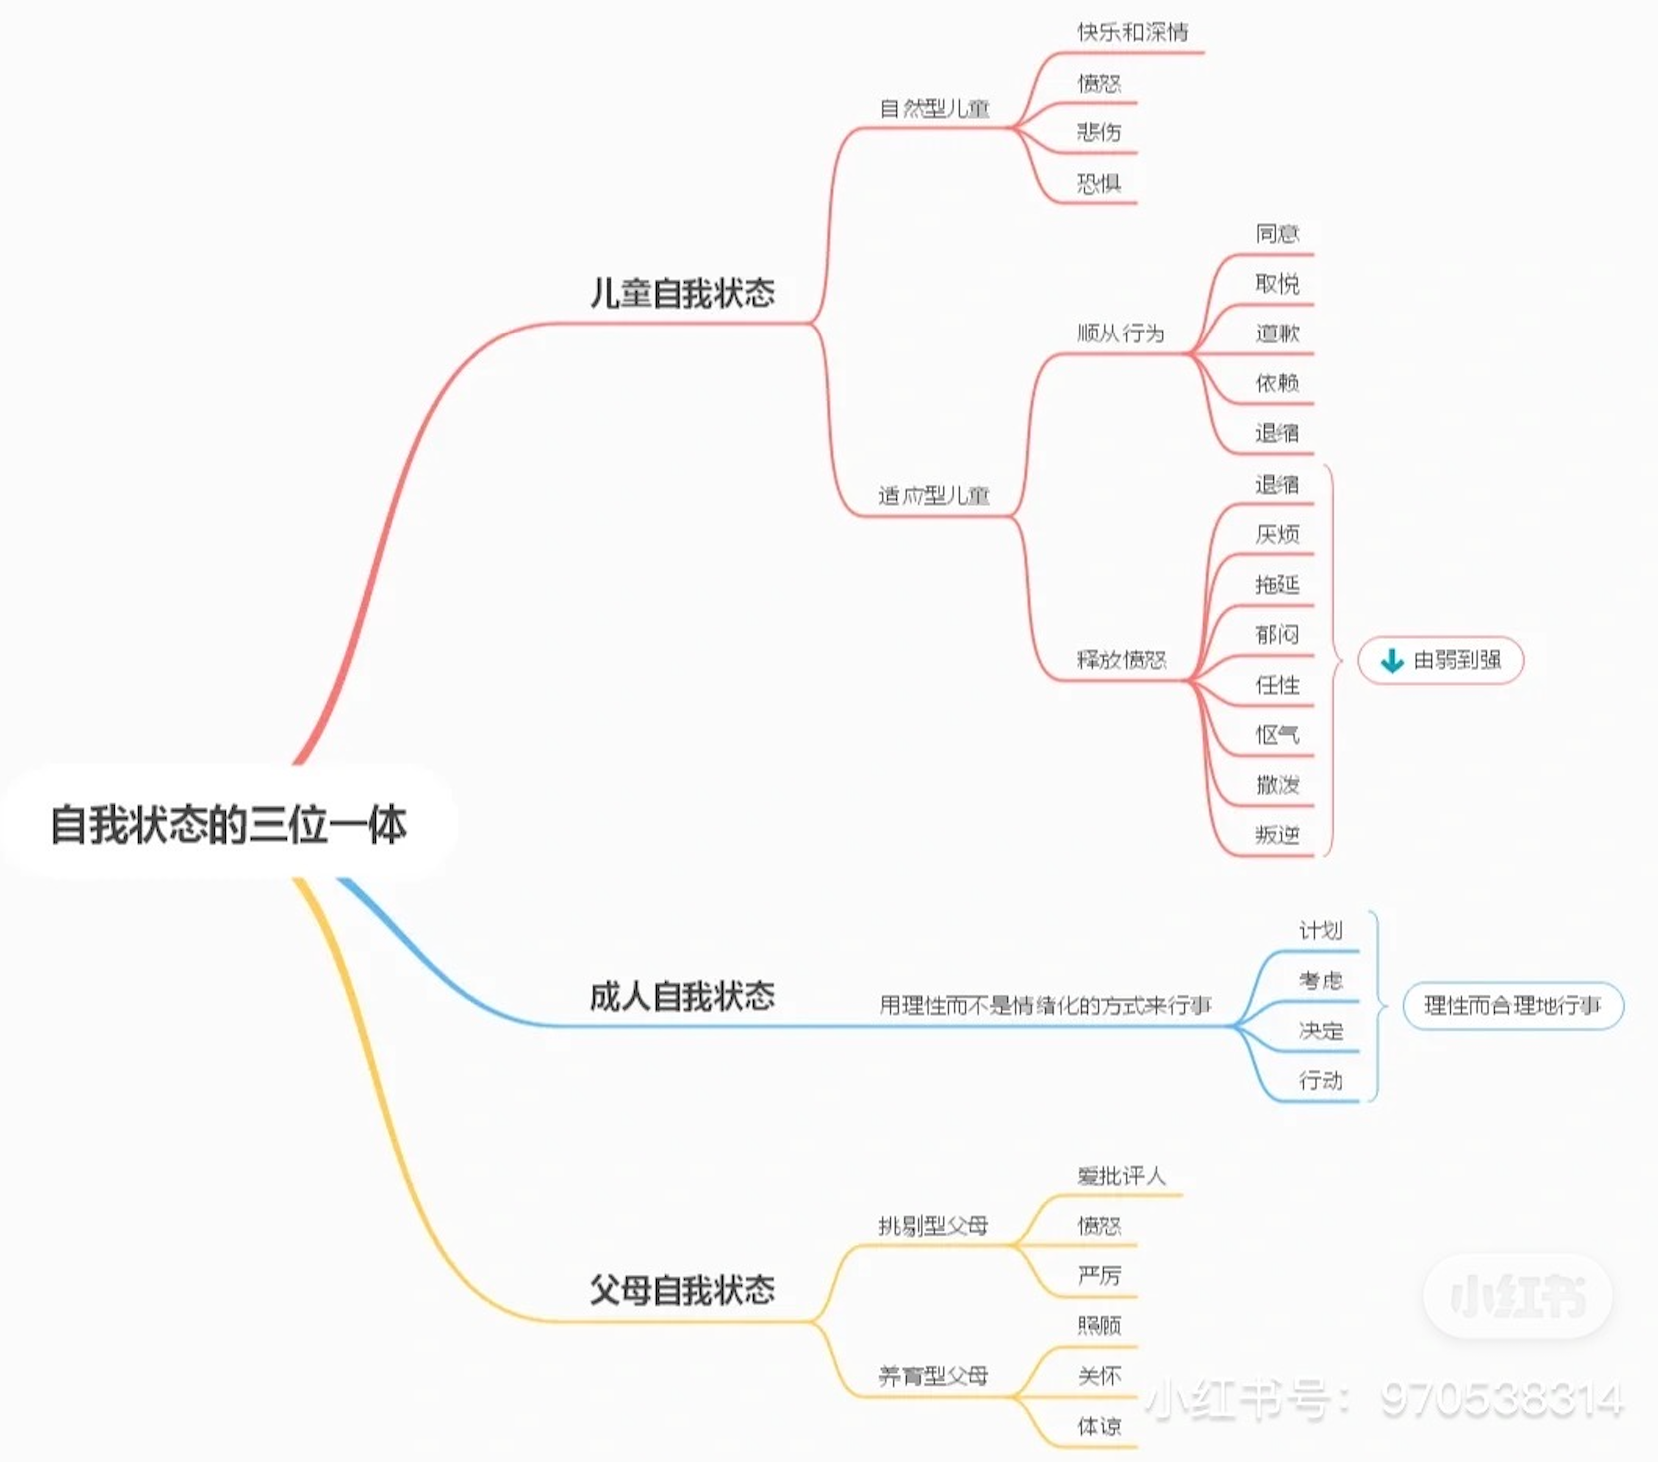 快乐和深情
愤怒
自然型儿童
悲伤
恐惧
同意
取悦
儿童自我状态
顺从行为
道歉
依赖
退缩
退缩
适应型儿童
厌烦
拖延
郁闷
释放愤怒
由弱到强
任性
怄气
撒泼
自我状态的三位一体
叛逆
计划
考虑
成人自我状态
用理性而不是情绪化的方式来行事
理性而合理地行事
决定
行动
爱批评人
挑剔型父母
愤怒
严厉
父母自我状态
小红书
照顾
养育型父母
关怀
小红书号：970538314
体谅